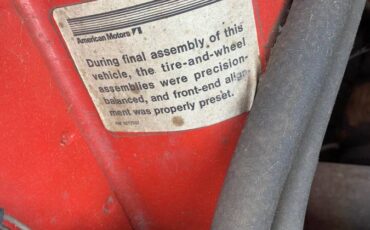 American Motors
During final assembly of this
vehicle, the tire-and-wheel
assemblies were precision-
balanced, and front-end align-
ment was properly preset.